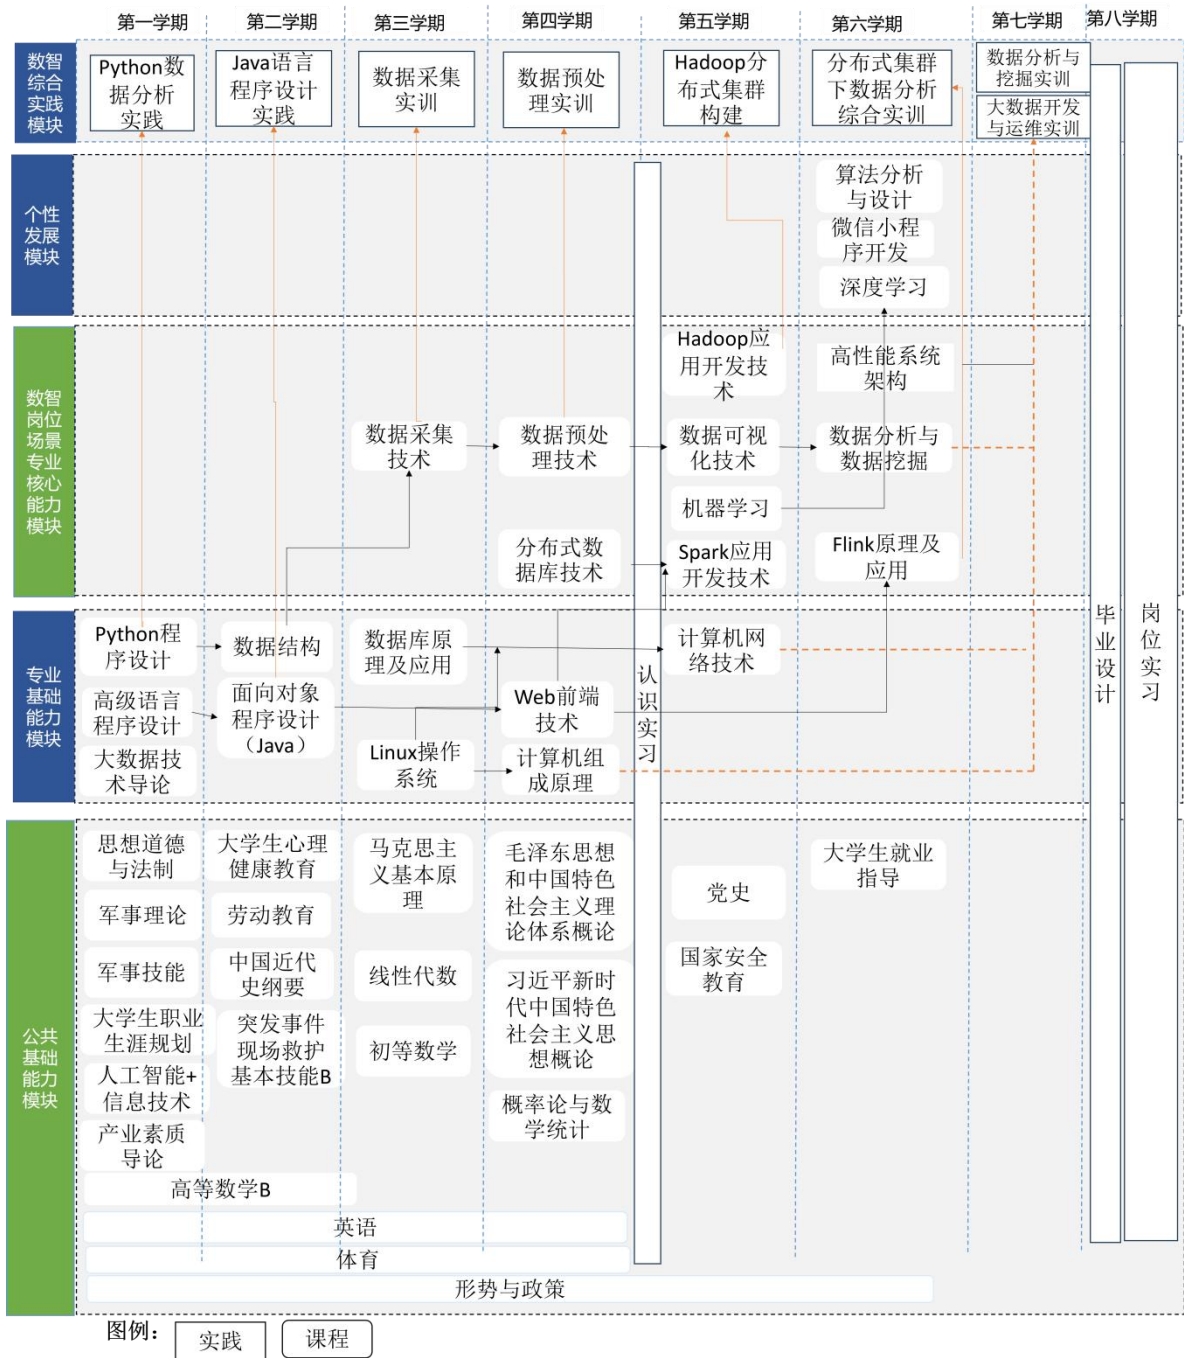 第一学期
第二学期
第三学期
第四学期
第五学期
第六学期
第七学期
第八学期
数智
综合
实践
模块
Python数
据分析
实践
Java语言
程序设计
实践
数据采集
实训
数据预处
理实训
Hadoop分
布式集群
构建
分布式集群
下数据分析
综合实训
数据分析与
挖掘实训
大数据开发
与运维实训
个性
发展
模块
算法分析
与设计
微信小程
序开发
深度学习
数智
岗位
场景
专业
核心
能力
模块
Hadoop应
用开发技
术
高性能系统
架构
数据采集
技术
数据预处
理技术
数据可视
化技术
数据分析与
数据挖掘
机器学习
分布式数
据库技术
Spark应用
开发技术
Flink原理及
应用
专业
基础
能力
模块
Python程
序设计
数据结构
数据库原
理及应用
计算机网
络技术
高级语言
程序设计
面向对象
程序设计
（Java）
Web前端
技术
大数据技
术导论
Linux操作
系统
计算机组
成原理
认识实习
毕业设计
岗位实习
公共
基础
能力
模块
思想道德
与法制
大学生心理
健康教育
马克思主
义基本原
理
毛泽东思想
和中国特色
社会主义理
论体系概论
党史
大学生就业
指导
军事理论
劳动教育
军事技能
中国近代
史纲要
线性代数
习近平新时
代中国特色
社会主义思
想概论
国家安全
教育
大学生职业
生涯规划
突发事件
现场救护
基本技能B
初等数学
人工智能+
信息技术
概率论与数
学统计
产业素质
导论
高等数学B
英语
体育
形势与政策
图例：
实践
课程